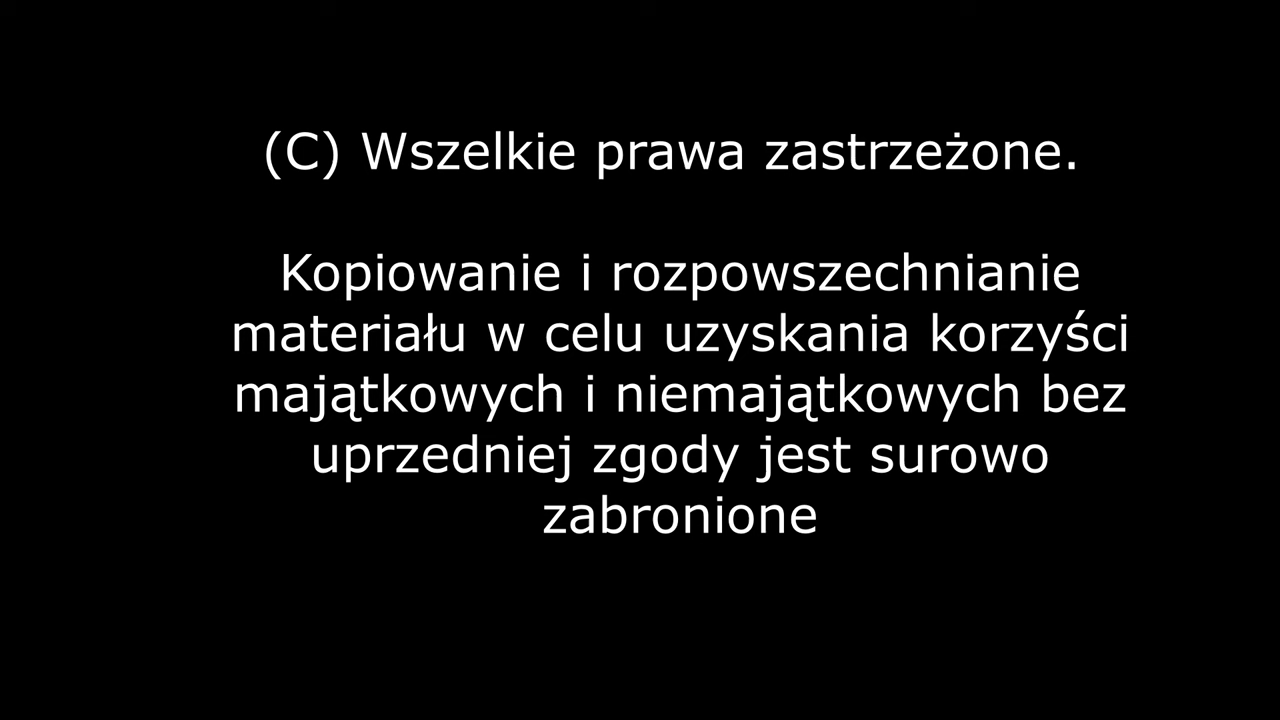 (C) Wszelkie prawa zastrzeżone.
Kopiowanie i rozpowszechnianie
materiału w celu uzyskania korzyści
majątkowych i niemajątkowych bez
uprzedniej zgody jest surowo
zabronione